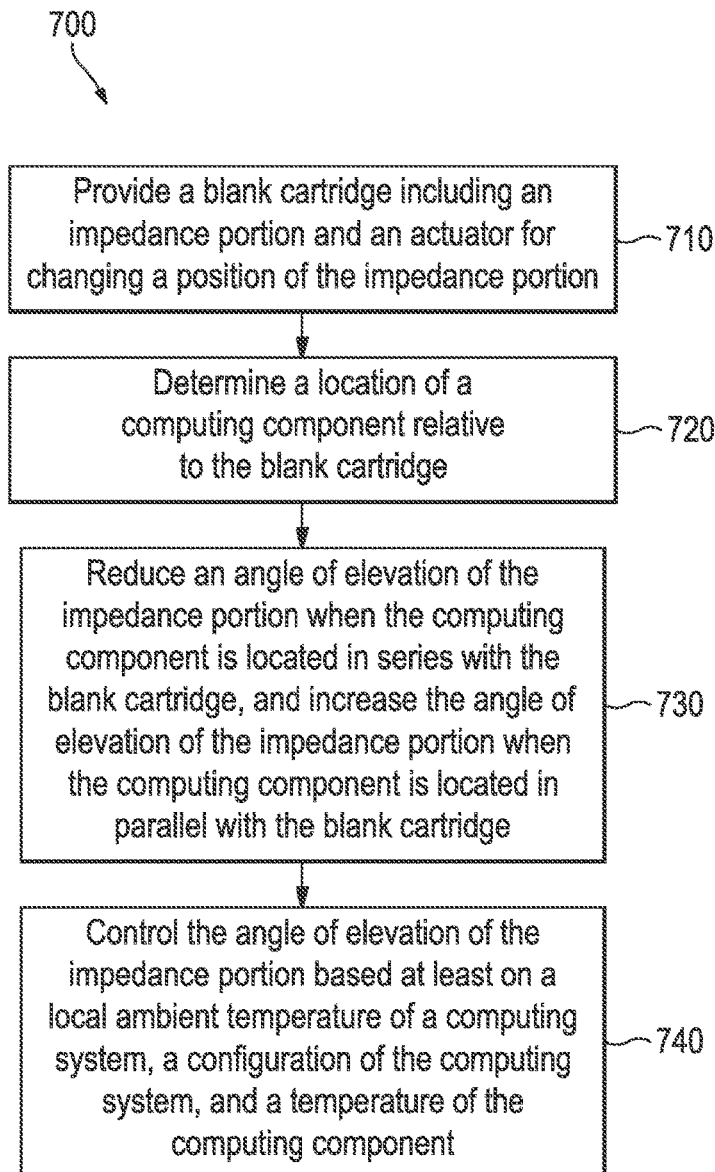 700
Provide a blank cartridge including an
impedance portion and an actuator for
changing a position of the impedance portion
710
Determine a location of a
computing component relative
to the blank cartridge
720
Reduce an angle of elevation of the
impedance portion when the computing
component is located in series with the
blank cartridge, and increase the angle of
elevation of the impedance portion when
the computing component is located in
parallel with the blank cartridge
730
Control the angle of elevation of the
impedance portion based at least on a
local ambient temperature of a computing
system, a configuration of the computing
system, and a temperature of the
computing component
740